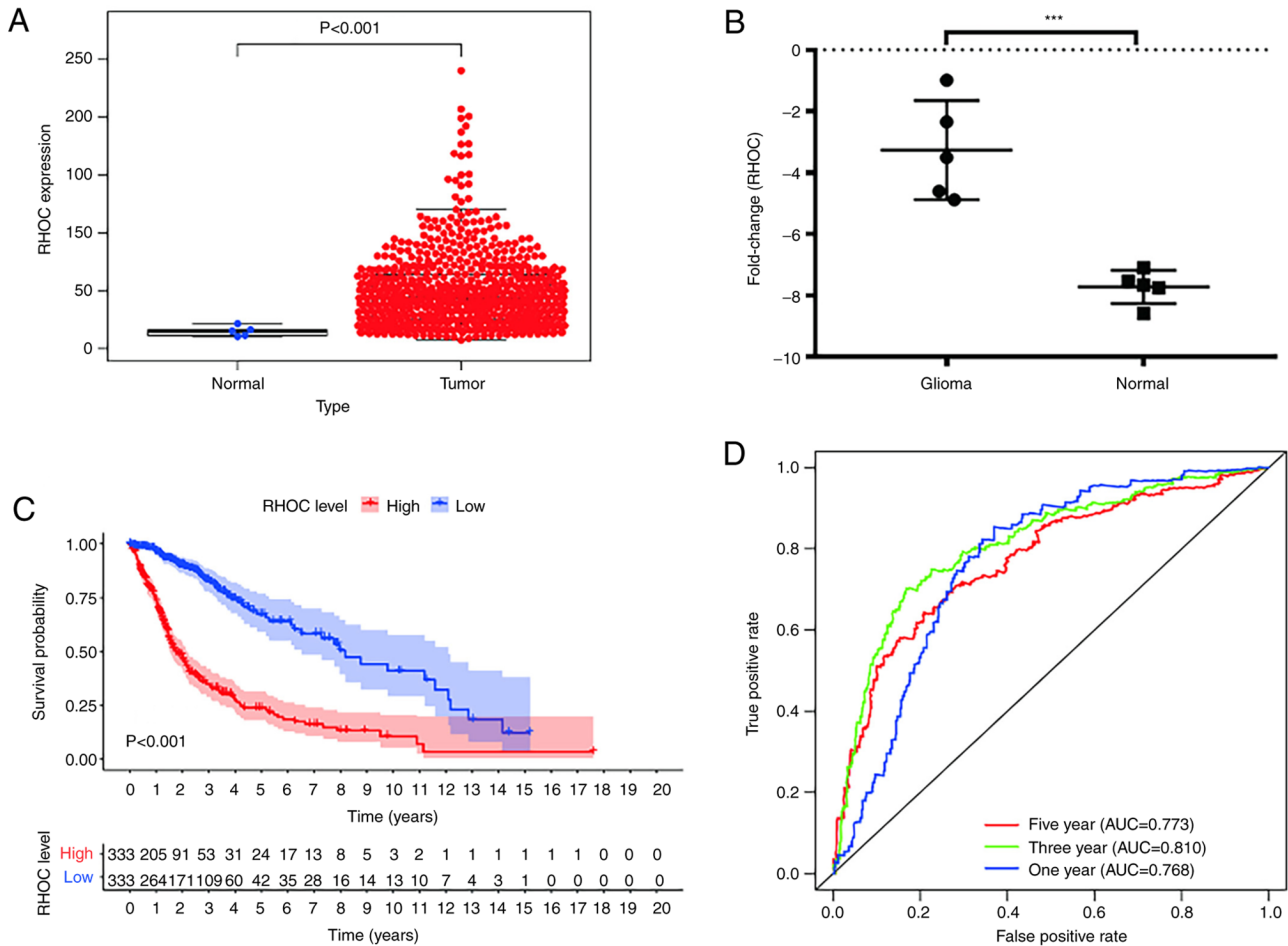 A
P<0.001
RHOC expression
250
200
100
150
50
0
Normal Tumor
Type
B
***
Fold-change (RHOC)
0
−2
−4
−6
−8
−10
Glioma Normal
C
RHOC level High Low
Survival probability
1.00
0.75
0.50
0.25
0.00
P<0.001
0 1 2 3 4 5 6 7 8 9 10 11 12 13 14 15 16 17 18 19 20
Time (years)
RHOC level
High 333 205 91 53 31 24 17 13 8 5 3 2 1 1 1 1 1 1 0 0 0
Low 333 264 171 109 60 42 35 28 16 14 13 10 7 4 3 1 0 0 0 0 0
0 1 2 3 4 5 6 7 8 9 10 11 12 13 14 15 16 17 18 19 20
Time (years)
D
True positive rate
1.0
0.8
0.6
0.4
0.2
0.0
Five year (AUC=0.773)
Three year (AUC=0.810)
One year (AUC=0.768)
0.0 0.2 0.4 0.6 0.8 1.0
False positive rate